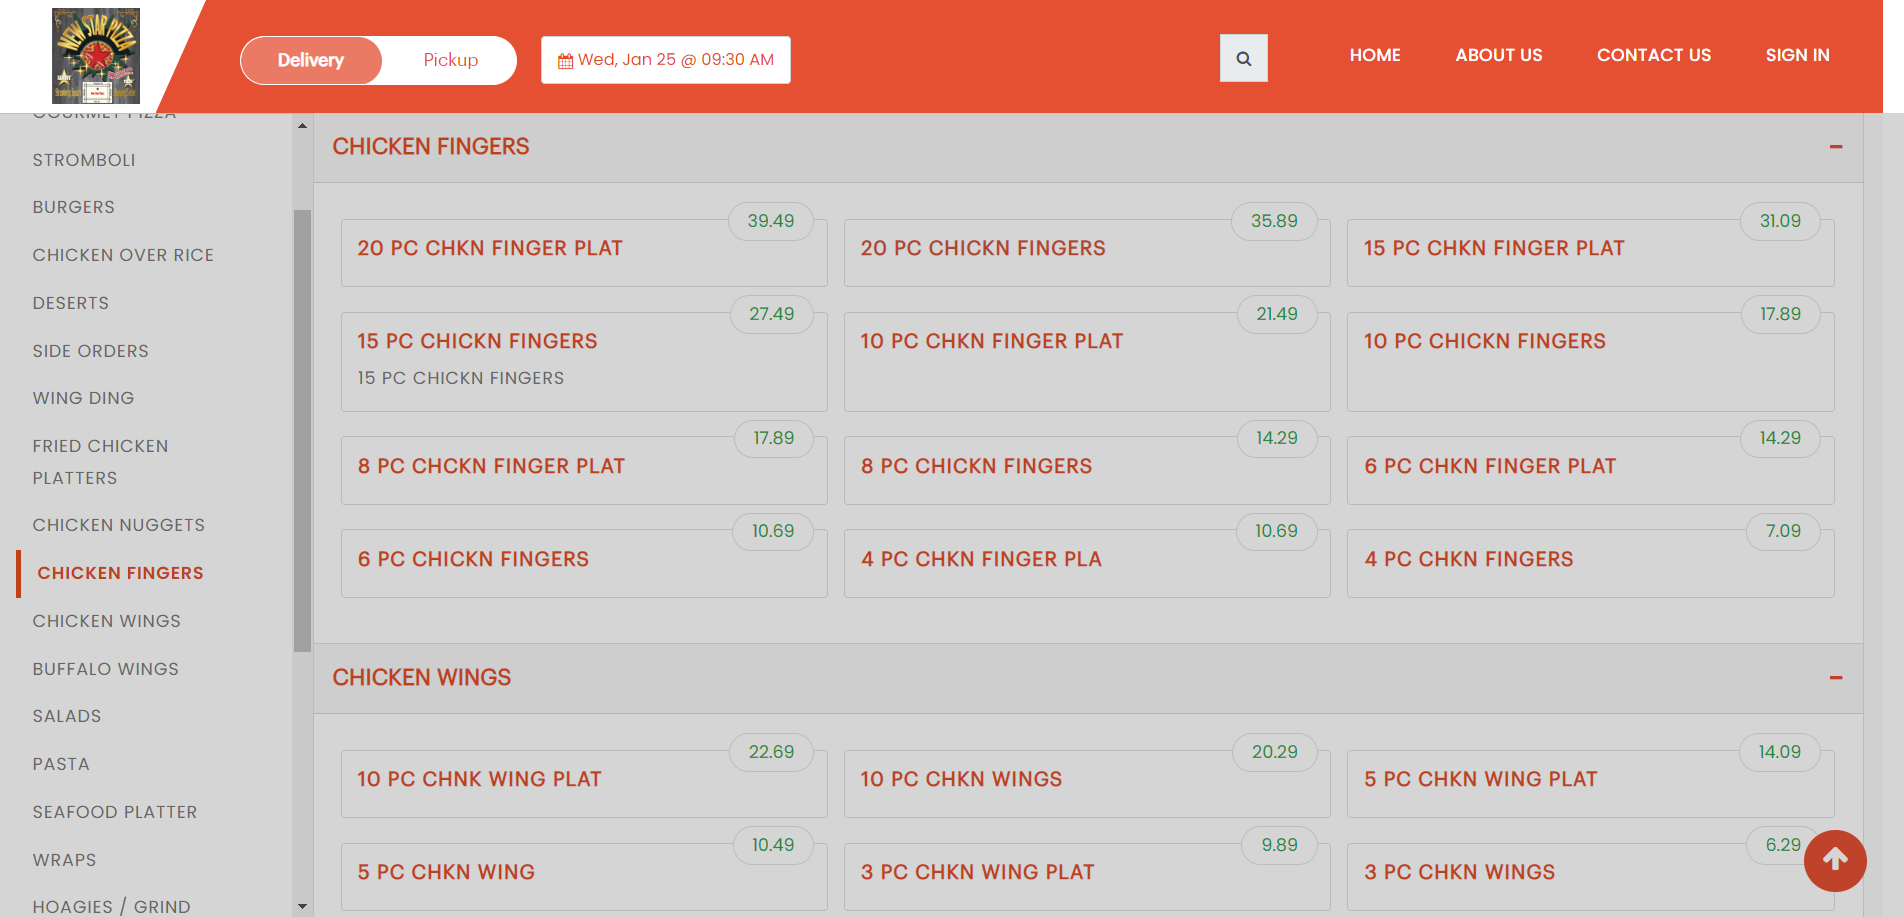 NEW STAR PIZZA
Delivery
Pickup
Wed, Jan 25 @ 09:30 AM
HOME
ABOUT US
CONTACT US
SIGN IN
GOURMET PIZZA
STROMBOLI
BURGERS
CHICKEN OVER RICE
DESERTS
SIDE ORDERS
WING DING
FRIED CHICKEN
PLATTERS
CHICKEN NUGGETS
CHICKEN FINGERS
CHICKEN WINGS
BUFFALO WINGS
SALADS
PASTA
SEAFOOD PLATTER
WRAPS
HOAGIES / GRIND
CHICKEN FINGERS
39.49
20 PC CHKN FINGER PLAT
35.89
20 PC CHICKN FINGERS
31.09
15 PC CHKN FINGER PLAT
27.49
15 PC CHICKN FINGERS
15 PC CHICKN FINGERS
21.49
10 PC CHKN FINGER PLAT
17.89
10 PC CHICKN FINGERS
17.89
8 PC CHCKN FINGER PLAT
14.29
8 PC CHICKN FINGERS
14.29
6 PC CHKN FINGER PLAT
10.69
6 PC CHICKN FINGERS
10.69
4 PC CHKN FINGER PLA
7.09
4 PC CHKN FINGERS
CHICKEN WINGS
22.69
10 PC CHNK WING PLAT
20.29
10 PC CHKN WINGS
14.09
5 PC CHKN WING PLAT
10.49
5 PC CHKN WING
9.89
3 PC CHKN WING PLAT
6.29
3 PC CHKN WINGS